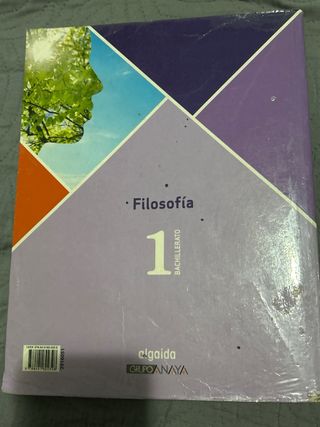 Filosofía
1
BACHILLERATO
algaida
GRUPO ANAYA